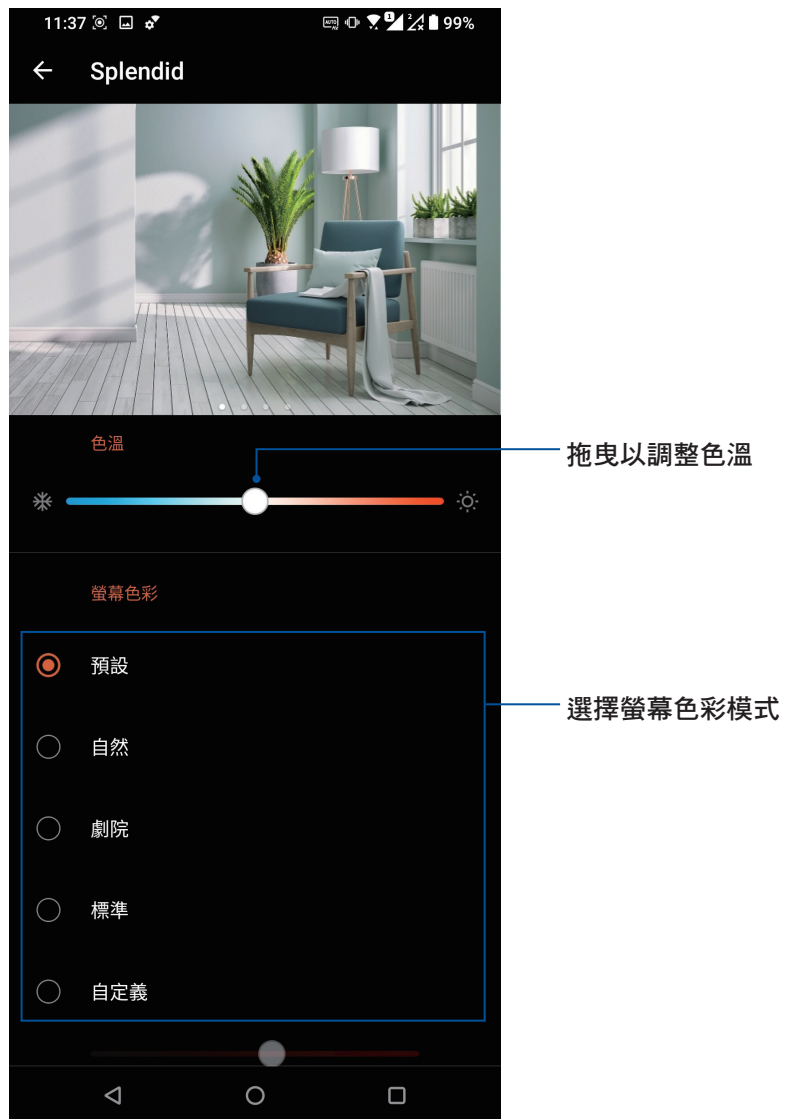 11:37 99%
Splendid
色溫
拖曳以調整色溫
螢幕色彩
預設
選擇螢幕色彩模式
自然
劇院
標準
自定義